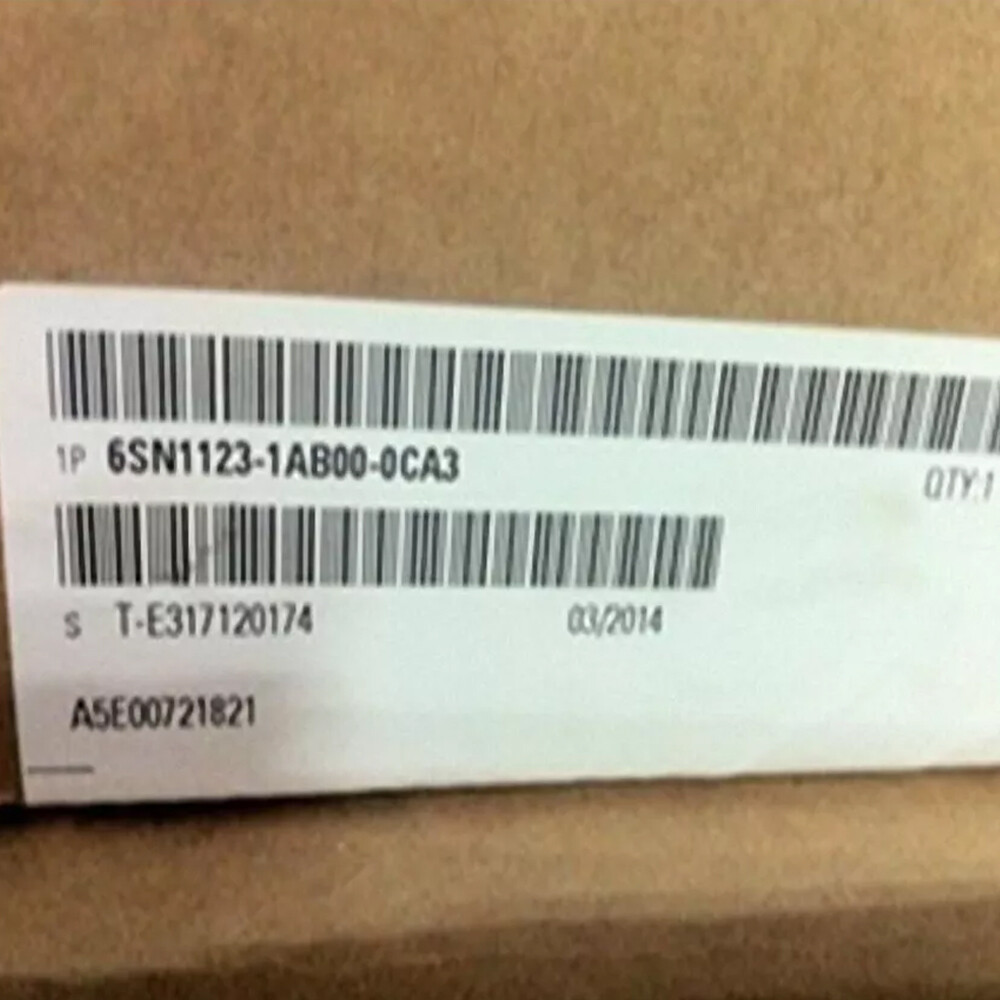 1P 6SN1123-1AB00-0CA3 QTY:1
S T-E317120174 03/2014
A5E00721821